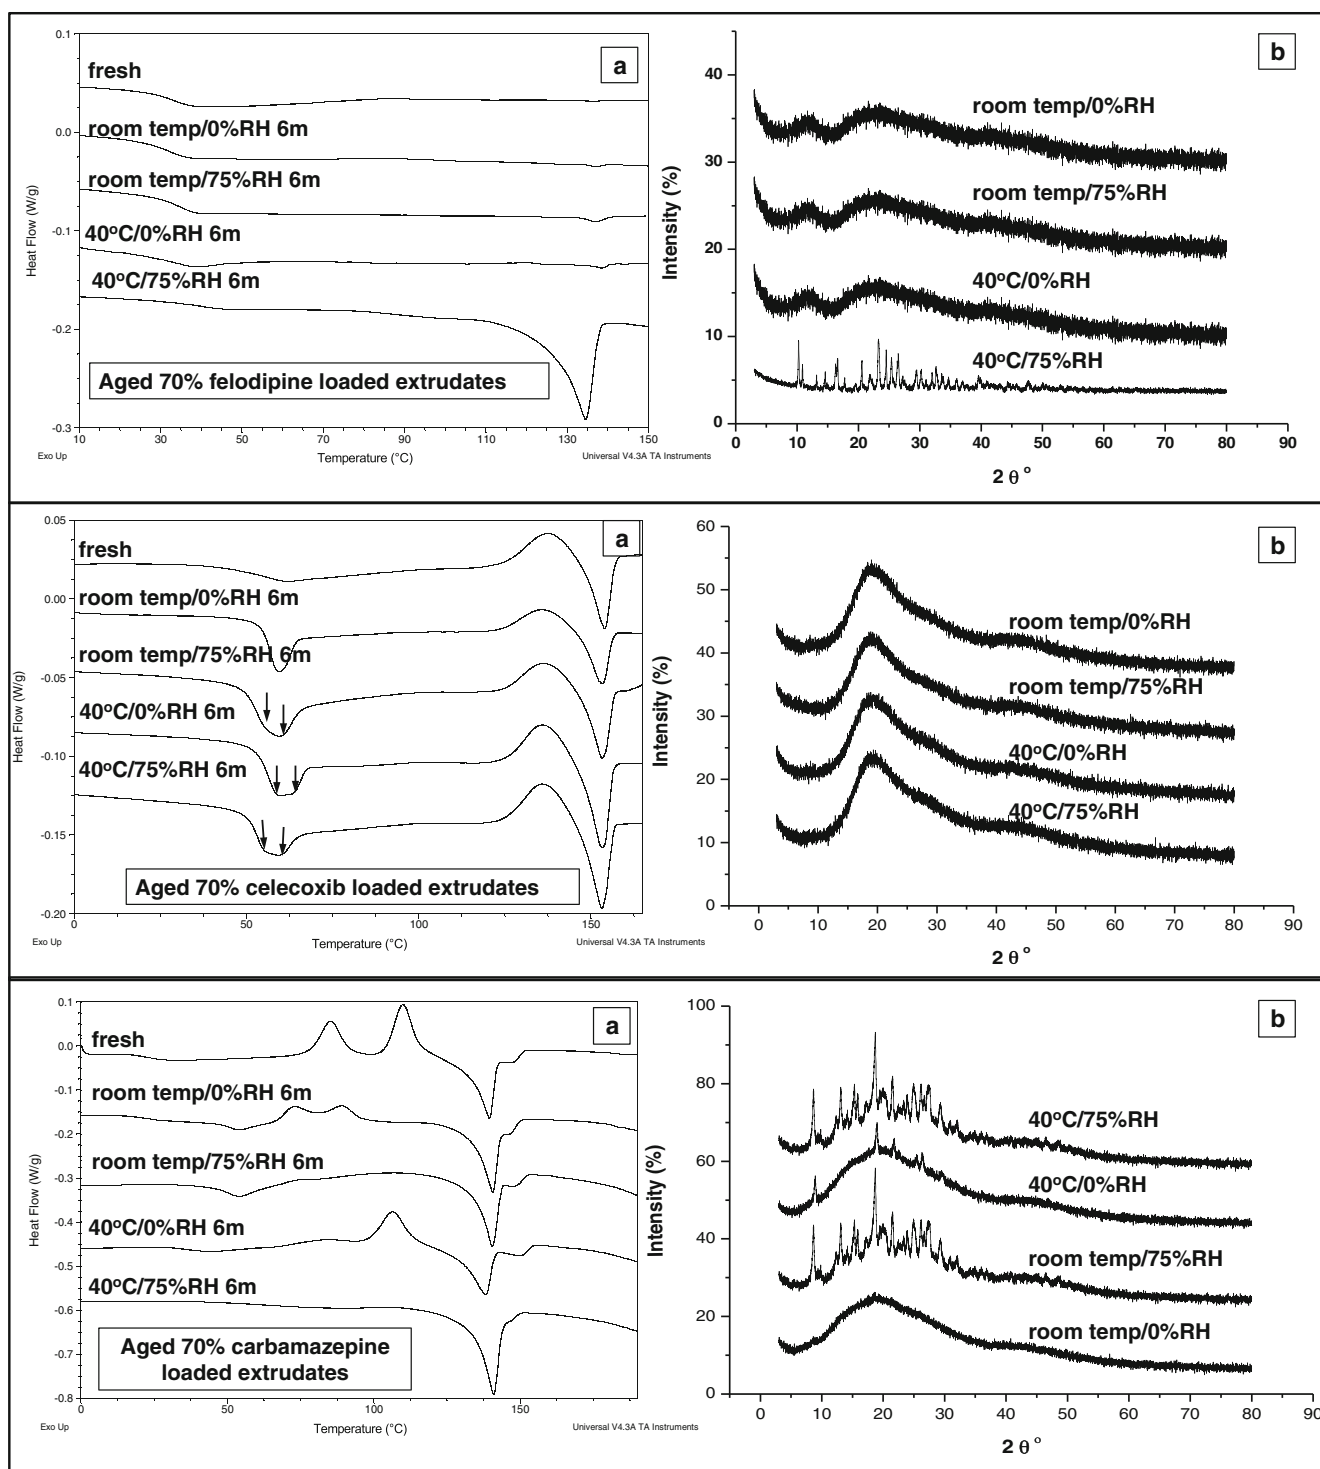 a
fresh
room temp/0%RH 6m
room temp/75%RH 6m
40°C/0%RH 6m
40°C/75%RH 6m
Aged 70% felodipine loaded extrudates
0.1
0.0
-0.1
-0.2
-0.3
Heat Flow (W/g)
10 30 50 70 90 110 130 150
Exo Up
Temperature (°C)
Universal V4.3A TA Instruments
b
room temp/0%RH
room temp/75%RH
40°C/0%RH
40°C/75%RH
40
30
20
10
0
Intensity (%)
0 10 20 30 40 50 60 70 80 90
2 θ °
a
fresh
room temp/0%RH 6m
room temp/75%RH 6m
40°C/0%RH 6m
40°C/75%RH 6m
Aged 70% celecoxib loaded extrudates
0.05
0.00
-0.05
-0.10
-0.15
-0.20
Heat Flow (W/g)
0 50 100 150
Exo Up
Temperature (°C)
Universal V4.3A TA Instruments
b
room temp/0%RH
room temp/75%RH
40°C/0%RH
40°C/75%RH
60
50
40
30
20
10
0
Intensity (%)
0 10 20 30 40 50 60 70 80 90
2 θ °
a
fresh
room temp/0%RH 6m
room temp/75%RH 6m
40°C/0%RH 6m
40°C/75%RH 6m
Aged 70% carbamazepine
loaded extrudates
0.1
0.0
-0.1
-0.2
-0.3
-0.4
-0.5
-0.6
-0.7
-0.8
Heat Flow (W/g)
0 50 100 150
Exo Up
Temperature (°C)
Universal V4.3A TA Instruments
b
40°C/75%RH
40°C/0%RH
room temp/75%RH
room temp/0%RH
100
80
60
40
20
0
Intensity (%)
0 10 20 30 40 50 60 70 80 90
2 θ °